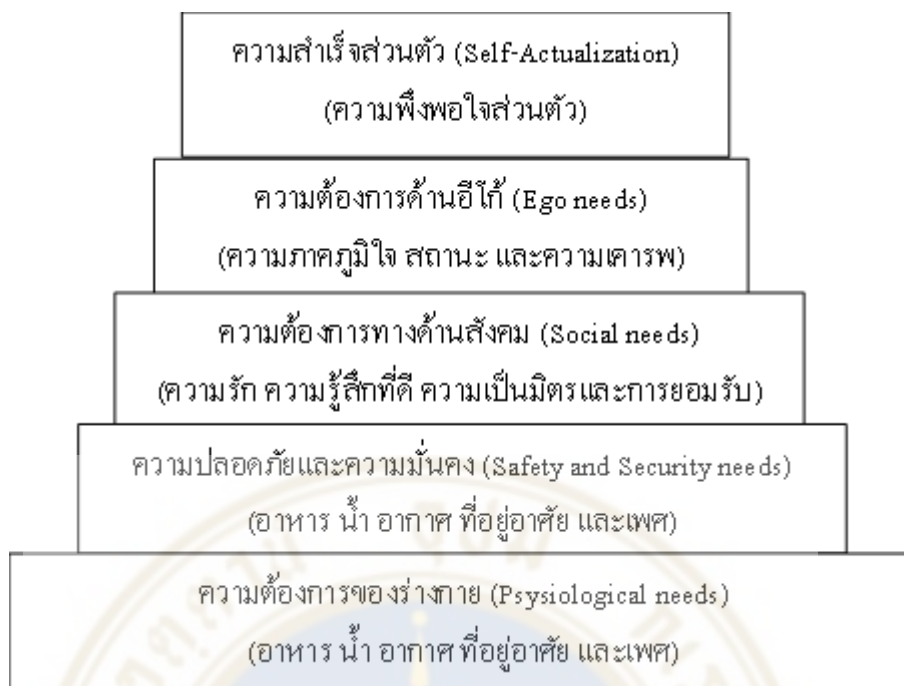 ความสำเร็จส่วนตัว (Self-Actualization)
(ความพึงพอใจส่วนตัว)
ความต้องการด้านอีโก้ (Ego needs)
(ความภาคภูมิใจ สถานะ และความเคารพ)
ความต้องการทางด้านสังคม (Social needs)
(ความรัก ความรู้สึกที่ดี ความเป็นมิตรและการยอมรับ)
ความปลอดภัยและความมั่นคง (Safety and Security needs)
(อาหาร น้ำ อากาศ ที่อยู่อาศัย และเพศ)
ความต้องการของร่างกาย (Psysiological needs)
(อาหาร น้ำ อากาศ ที่อยู่อาศัย และเพศ)